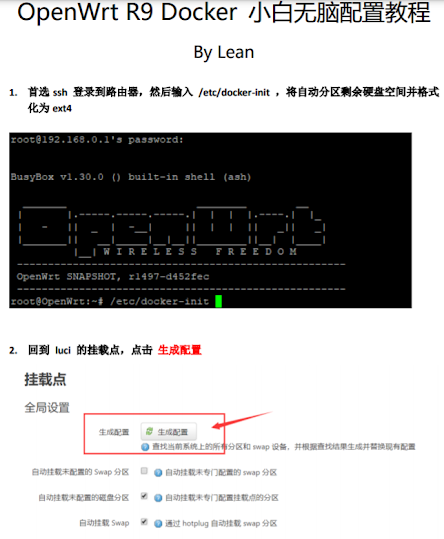 OpenWrt R9 Docker 小白无脑配置教程
By Lean
1. 首选 ssh 登录到路由器，然后输入 /etc/docker-init ，将自动分区剩余硬盘空间并格式
化为 ext4
root@192.168.0.1's password:
BusyBox v1.30.0 () built-in shell (ash)
W I R E L E S S F R E E D O M
OpenWrt SNAPSHOT, r1497-d452fec
root@OpenWrt:~# /etc/docker-init
2. 回到 luci 的挂载点，点击 生成配置
挂载点
全局设置
生成配置 生成配置
查找当前系统上的所有分区和 swap 设备，并根据查找结果生成并替换现有配置
自动挂载未配置的 Swap 分区 自动挂载未专门配置的 swap 分区
自动挂载未配置的磁盘分区 自动挂载未专门配置挂载点的分区
自动挂载 Swap 通过 hotplug 自动挂载 swap 分区